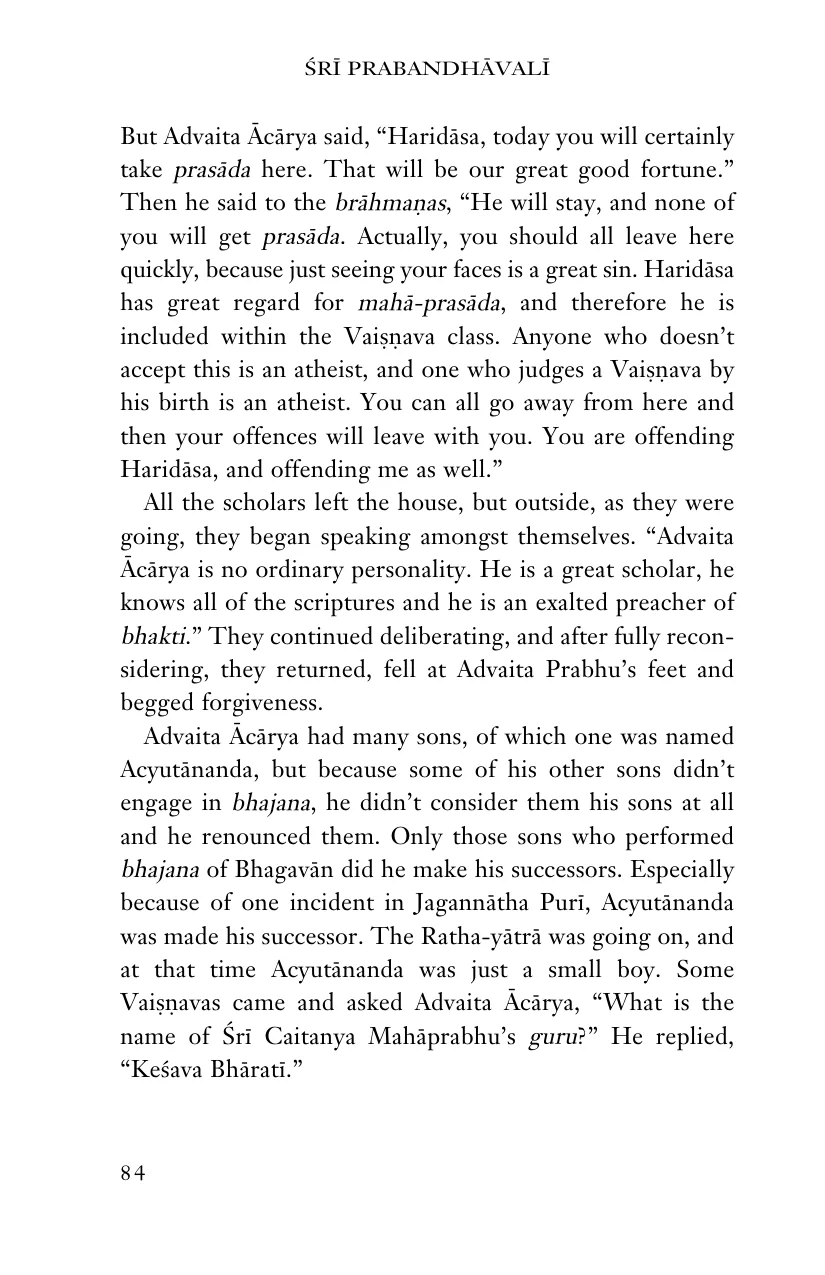 ŚRĪ PRABANDHĀVALĪ
But Advaita Ācārya said, “Haridāsa, today you will certainly
take prasāda here. That will be our great good fortune.”
Then he said to the brāhmaṇas, “He will stay, and none of
you will get prasāda. Actually, you should all leave here
quickly, because just seeing your faces is a great sin. Haridāsa
has great regard for mahā-prasāda, and therefore he is
included within the Vaiṣṇava class. Anyone who doesn’t
accept this is an atheist, and one who judges a Vaiṣṇava by
his birth is an atheist. You can all go away from here and
then your offences will leave with you. You are offending
Haridāsa, and offending me as well.”
All the scholars left the house, but outside, as they were
going, they began speaking amongst themselves. “Advaita
Ācārya is no ordinary personality. He is a great scholar, he
knows all of the scriptures and he is an exalted preacher of
bhakti.” They continued deliberating, and after fully recon-
sidering, they returned, fell at Advaita Prabhu’s feet and
begged forgiveness.
Advaita Ācārya had many sons, of which one was named
Acyutānanda, but because some of his other sons didn’t
engage in bhajana, he didn’t consider them his sons at all
and he renounced them. Only those sons who performed
bhajana of Bhagavān did he make his successors. Especially
because of one incident in Jagannātha Purī, Acyutānanda
was made his successor. The Ratha-yātrā was going on, and
at that time Acyutānanda was just a small boy. Some
Vaiṣṇavas came and asked Advaita Ācārya, “What is the
name of Śrī Caitanya Mahāprabhu’s guru?” He replied,
“Keśava Bhāratī.”
84